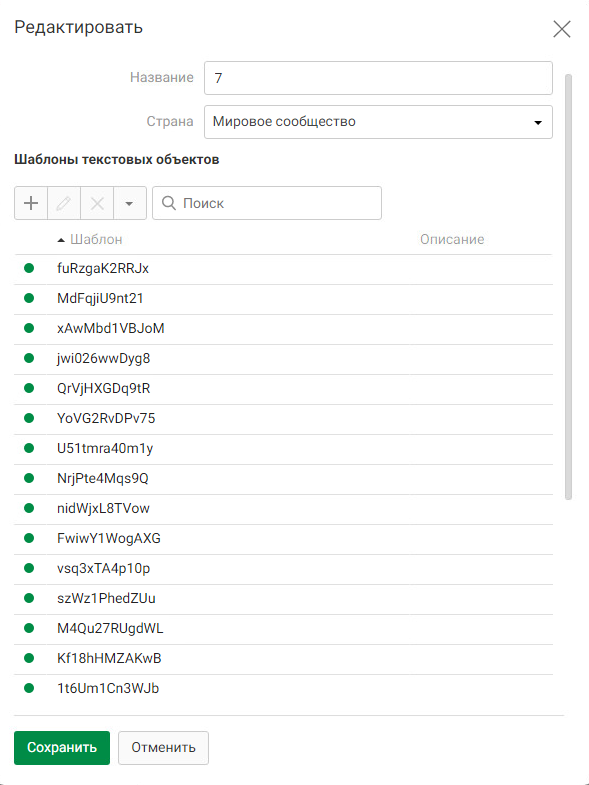 Редактировать
Название 7
Страна Мировое сообщество
Шаблоны текстовых объектов
Поиск
Шаблон Описание
fuRzgaK2RRJx
MdFqjiU9nt21
xAwMbd1VBJoM
jwi026wwDyg8
QrVjHXGDq9tR
YoVG2RvDPv75
U51tmra40m1y
NrjPte4Mqs9Q
nidWjxL8TVow
FwiwY1WogAXG
vsq3xTA4p10p
szWz1PhedZUu
M4Qu27RUgdWL
Kf18hHMZAKwB
1t6Um1Cn3WJb
Сохранить Отменить